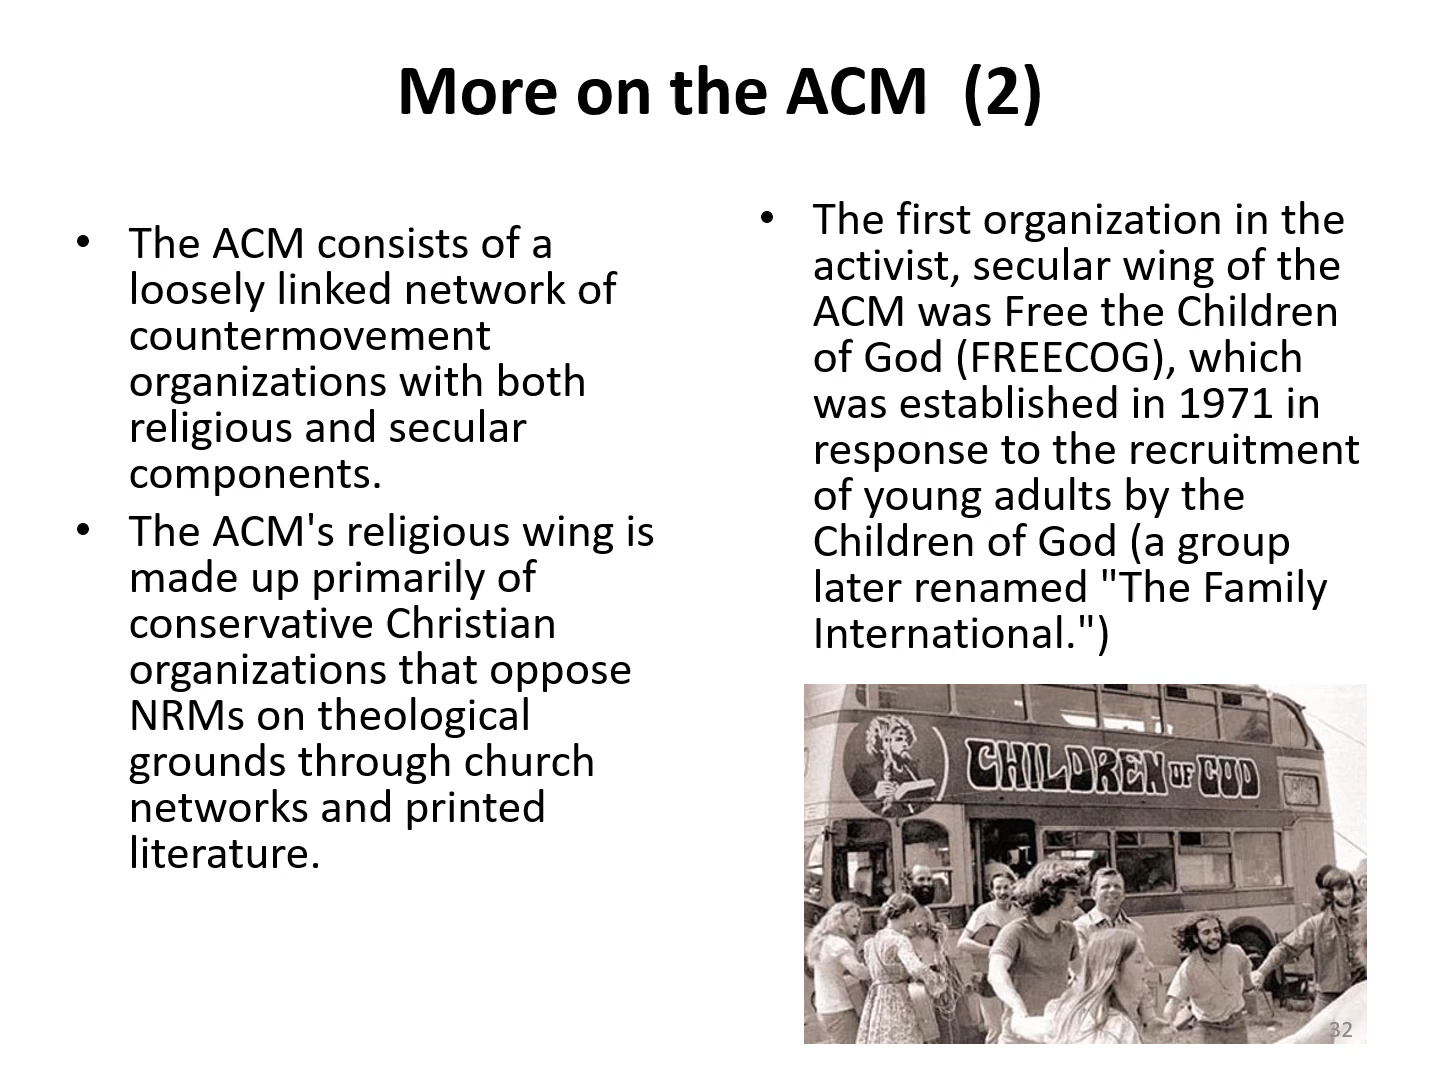 More on the ACM  (2)
• The ACM consists of a
loosely linked network of
countermovement
organizations with both
religious and secular
components.
• The ACM's religious wing is
made up primarily of
conservative Christian
organizations that oppose
NRMs on theological
grounds through church
networks and printed
literature.
• The first organization in the
activist, secular wing of the
ACM was Free the Children
of God (FREECOG), which
was established in 1971 in
response to the recruitment
of young adults by the
Children of God (a group
later renamed "The Family
International.")
CHILDREN OF GOD
32